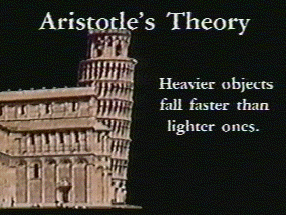 Aristotle's Theory
Heavier objects
fall faster than
lighter ones.